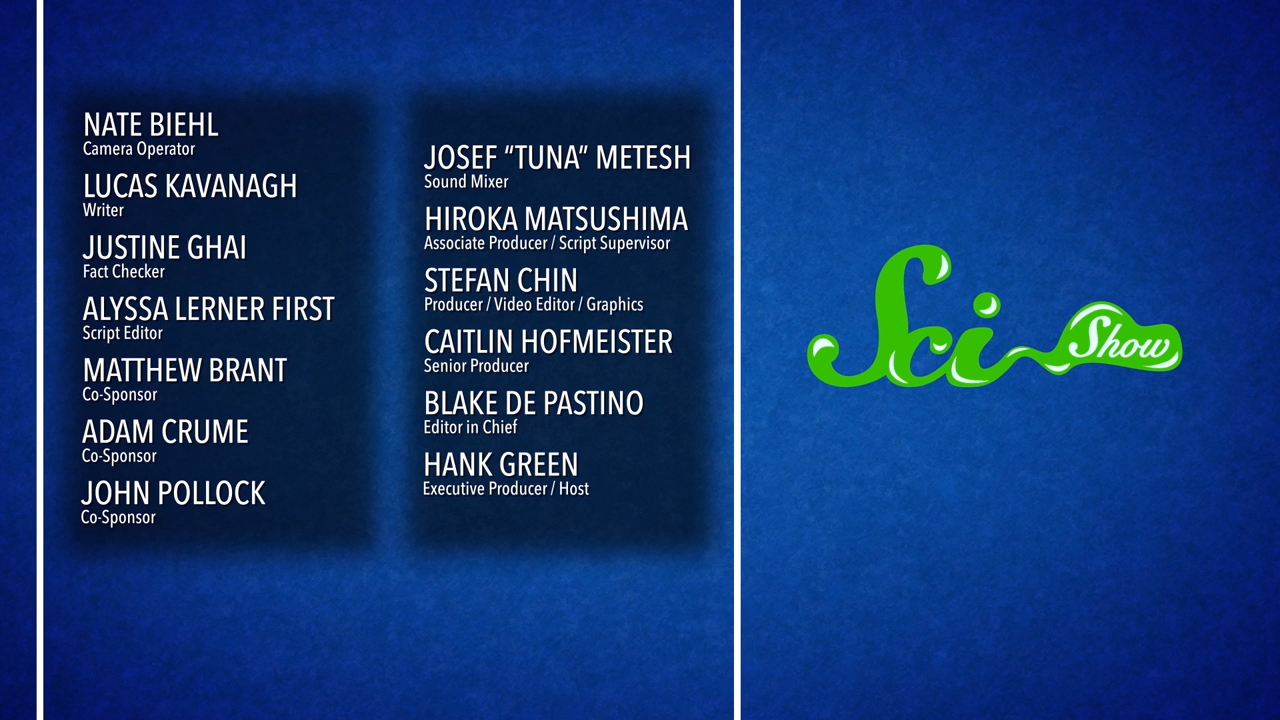 NATE BIEHL
Camera Operator
LUCAS KAVANAGH
Writer
JUSTINE GHAI
Fact Checker
ALYSSA LERNER FIRST
Script Editor
MATTHEW BRANT
Co-Sponsor
ADAM CRUME
Co-Sponsor
JOHN POLLOCK
Co-Sponsor
JOSEF “TUNA” METESH
Sound Mixer
HIROKA MATSUSHIMA
Associate Producer / Script Supervisor
STEFAN CHIN
Producer / Video Editor / Graphics
CAITLIN HOFMEISTER
Senior Producer
BLAKE DE PASTINO
Editor in Chief
HANK GREEN
Executive Producer / Host
Sci Show